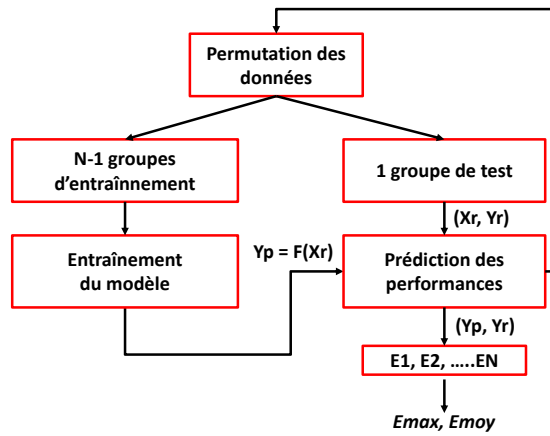 Permutation des
données
N-1 groupes
d'entraînnement
1 groupe de test
(Xr, Yr)
Entraînement
du modèle
Yp = F(Xr)
Prédiction des
performances
(Yp, Yr)
E1, E2, …..EN
Emax, Emoy